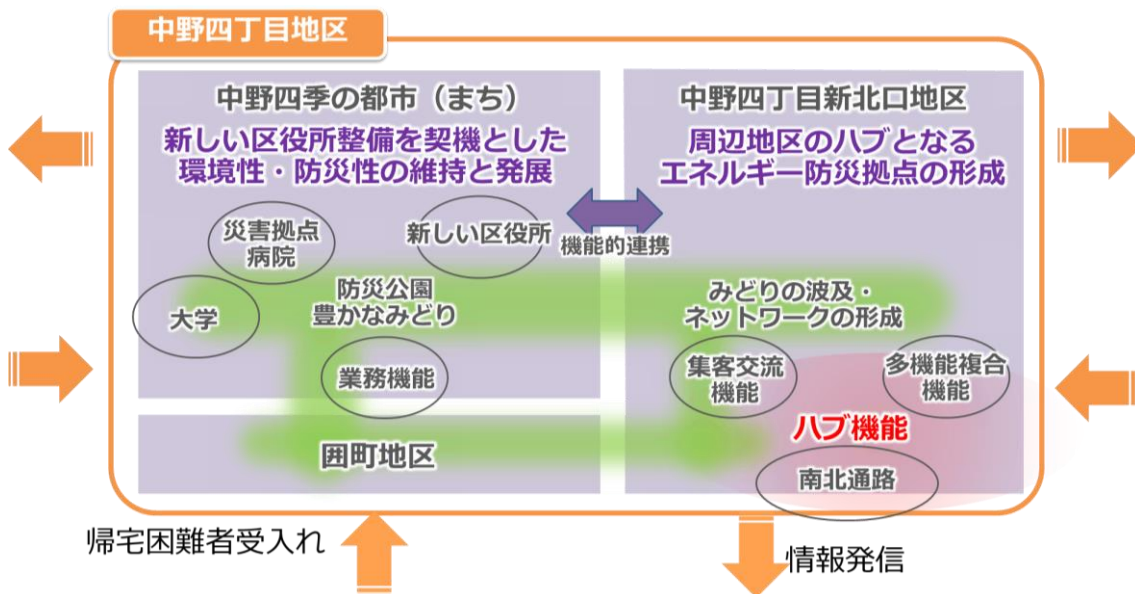 中野四丁目地区
中野四季の都市（まち）
新しい区役所整備を契機とした
環境性・防災性の維持と発展
災害拠点
病院
新しい区役所
大学
防災公園
豊かなみどり
業務機能
囲町地区
機能的連携
中野四丁目新北口地区
周辺地区のハブとなる
エネルギー防災拠点の形成
みどりの波及・
ネットワークの形成
集客交流
機能
多機能複合
機能
ハブ機能
南北通路
帰宅困難者受入れ
情報発信